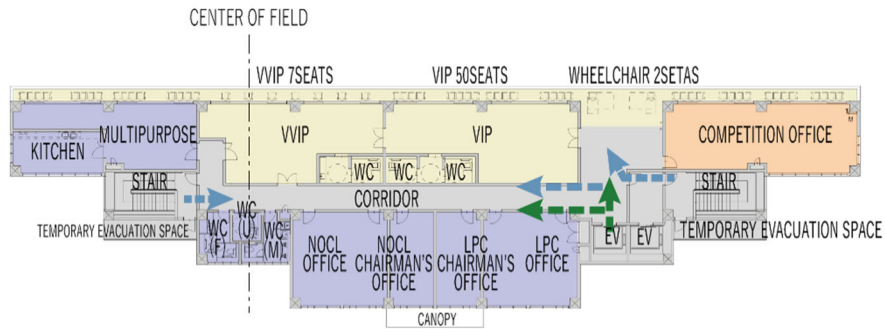 CENTER OF FIELD
VVIP 7SEATS
VIP 50SEATS
WHEELCHAIR 2SETAS
MULTIPURPOSE
VVIP
VIP
COMPETITION OFFICE
KITCHEN
WC
WC
WC
STAIR
STAIR
CORRIDOR
TEMPORARY EVACUATION SPACE
WC
(F)
WC
(U)
WC
(M)
NOCL
OFFICE
NOCL
CHAIRMAN'S
OFFICE
LPC
CHAIRMAN'S
OFFICE
LPC
OFFICE
EV
EV
TEMPORARY EVACUATION SPACE
CANOPY